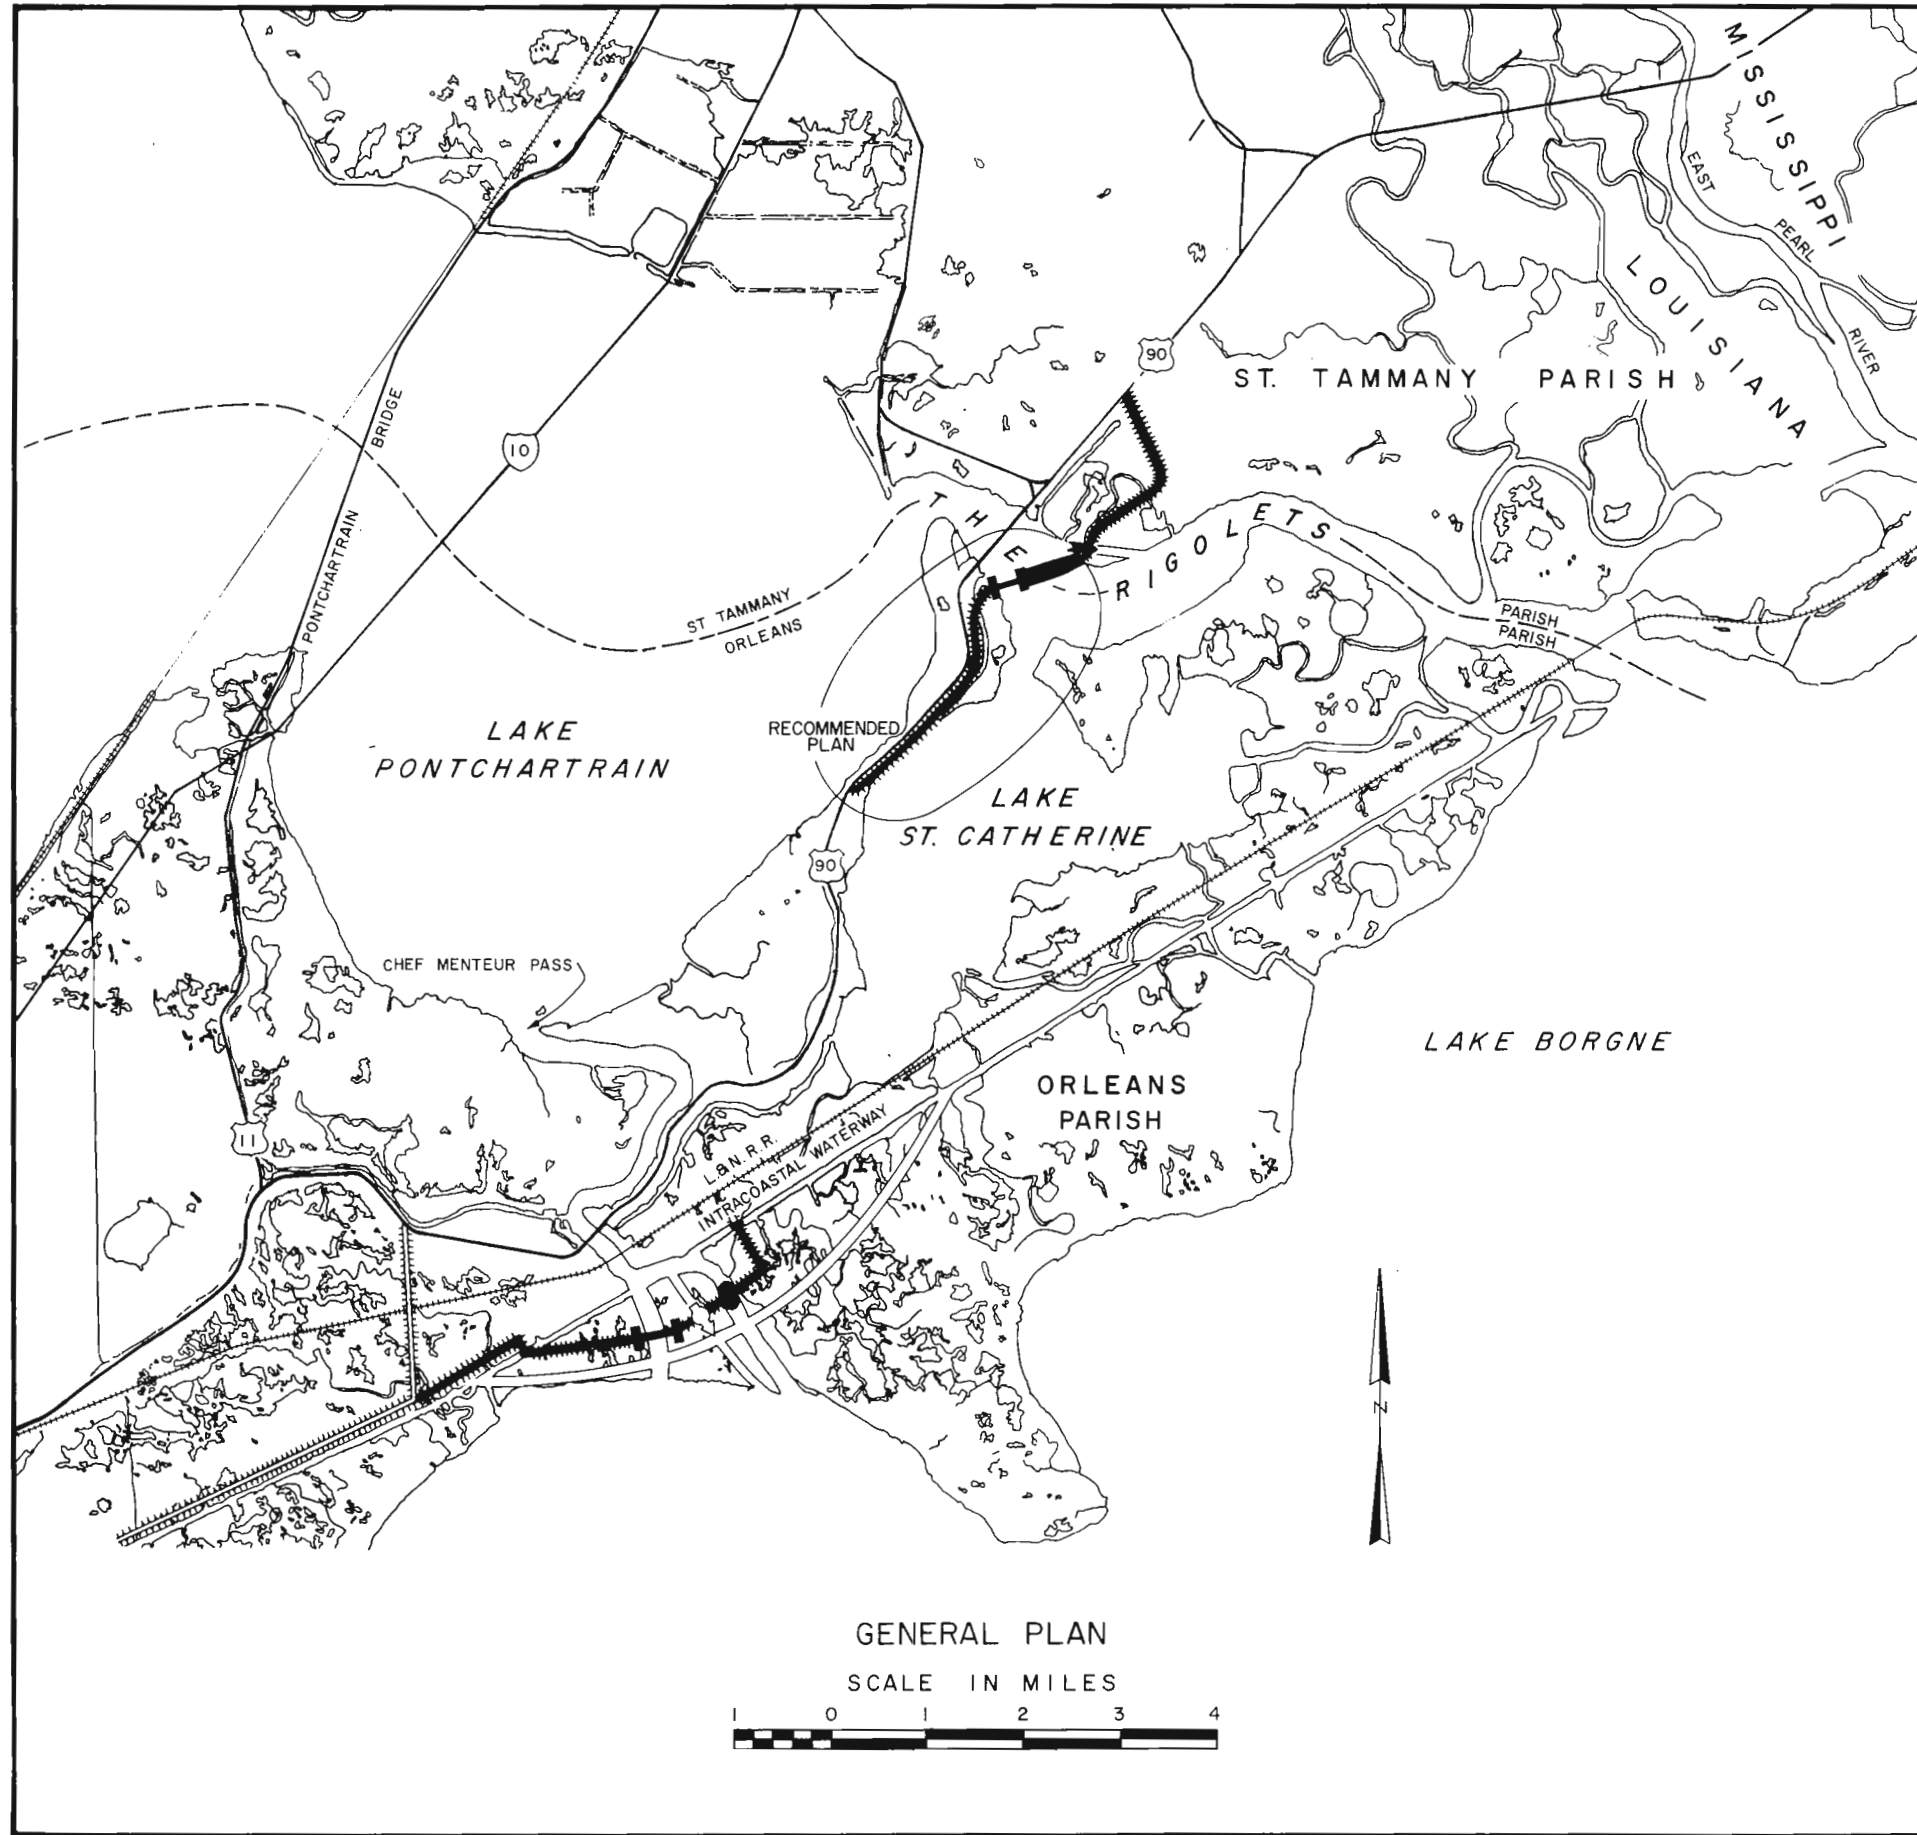 MISSISSIPPI
EAST
PEARL
RIVER
LOUISIANA
90
ST. TAMMANY PARISH
BRIDGE
10
PONTCHARTRAIN
THE
RIGOLETS
ST TAMMANY
ORLEANS
PARISH
PARISH
RECOMMENDED
PLAN
LAKE
PONTCHARTRAIN
LAKE
ST. CATHERINE
90
CHEF MENTEUR PASS
LAKE BORGNE
ORLEANS
PARISH
11
L.& N. R.R.
INTRACOASTAL WATERWAY
N
GENERAL PLAN
SCALE IN MILES
1 0 1 2 3 4